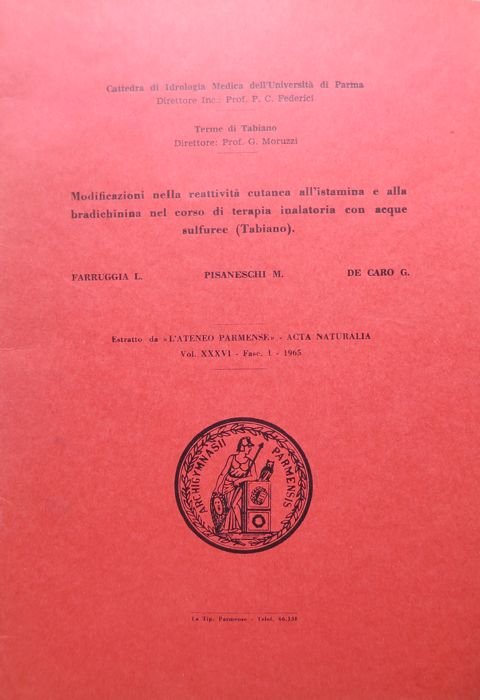 Cattedra di Idrologia Medica dell'Università di Parma
Direttore Inc.: Prof. P. C. Federici
Terme di Tabiano
Direttore: Prof. G. Moruzzi
Modificazioni nella reattività cutanea all'istamina e alla
bradichinina nel corso di terapia inalatoria con acque
sulfuree (Tabiano).
FARRUGGIA L. PISANESCHI M. DE CARO G.
Estratto da «L'ATENEO PARMENSE» - ACTA NATURALIA
Vol. XXXVI - Fasc. 1 - 1965
ARCHIGYMNASII PARMENSIS
La Tip. Parmense - Telef. 66.138